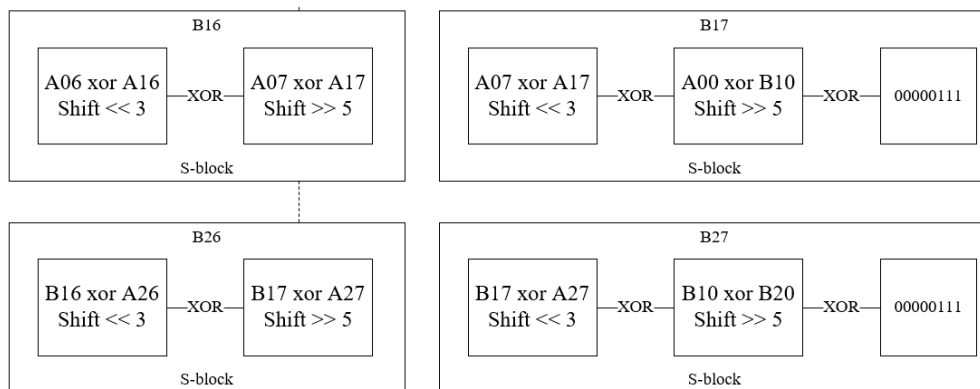 B16
A06 xor A16
Shift << 3
XOR
A07 xor A17
Shift >> 5
S-block
B17
A07 xor A17
Shift << 3
XOR
A00 xor B10
Shift >> 5
XOR
00000111
S-block
B26
B16 xor A26
Shift << 3
XOR
B17 xor A27
Shift >> 5
S-block
B27
B17 xor A27
Shift << 3
XOR
B10 xor B20
Shift >> 5
XOR
00000111
S-block